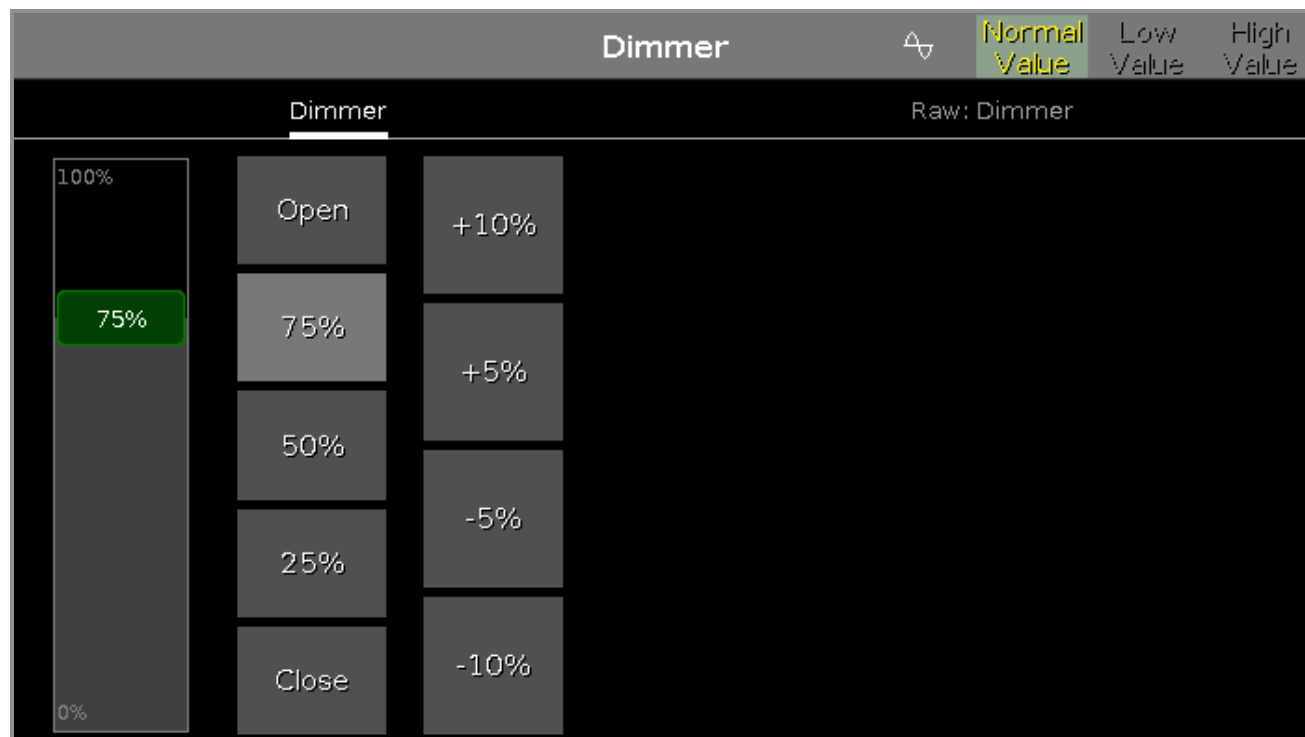 Dimmer
Normal Value
Low Value
High Value
Dimmer
Raw: Dimmer
100%
75%
0%
Open
75%
50%
25%
Close
+10%
+5%
-5%
-10%